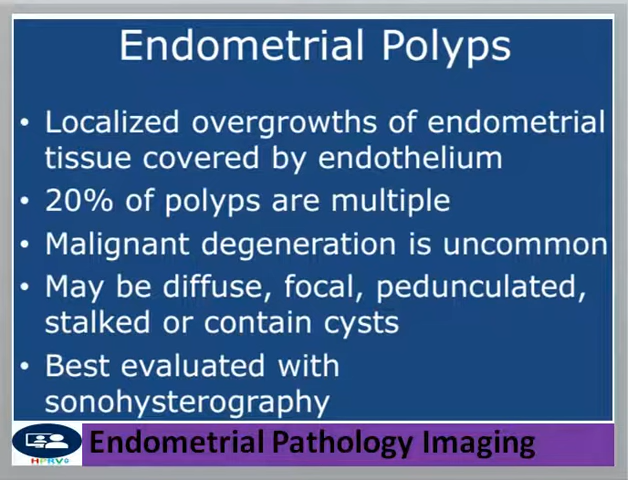 Endometrial Polyps
• Localized overgrowths of endometrial
tissue covered by endothelium
• 20% of polyps are multiple
• Malignant degeneration is uncommon
• May be diffuse, focal, pedunculated,
stalked or contain cysts
• Best evaluated with
sonohysterography
HPRV
Endometrial Pathology Imaging